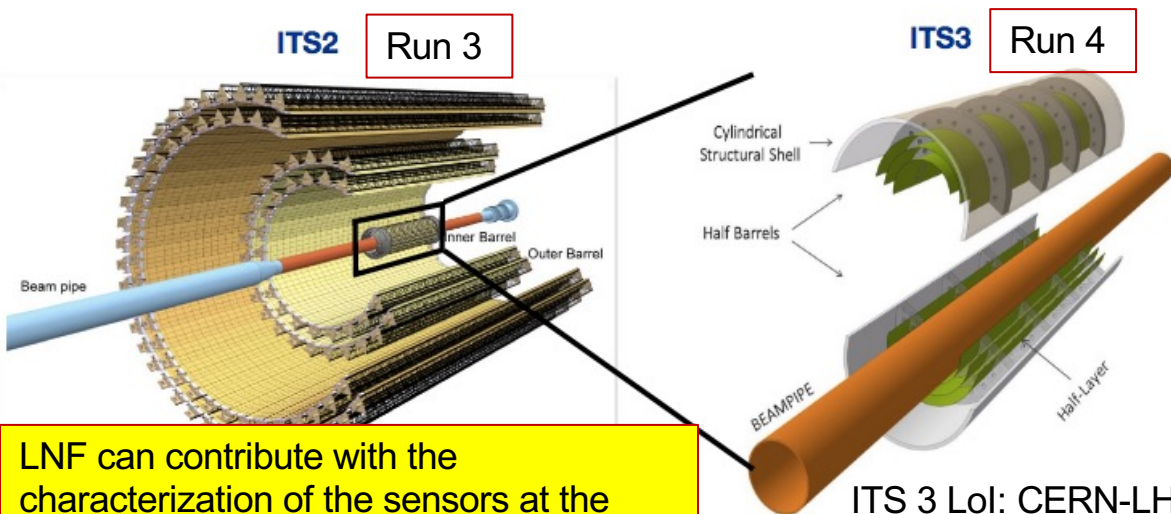 ITS2
Run 3
ITS3
Run 4
Cylindrical
Structural Shell
Half Barrels
Inner Barrel
Outer Barrel
Beam pipe
BEAMPIPE
Half-Layer
LNF can contribute with the
characterization of the sensors at the
ITS 3 LoI: CERN-LH